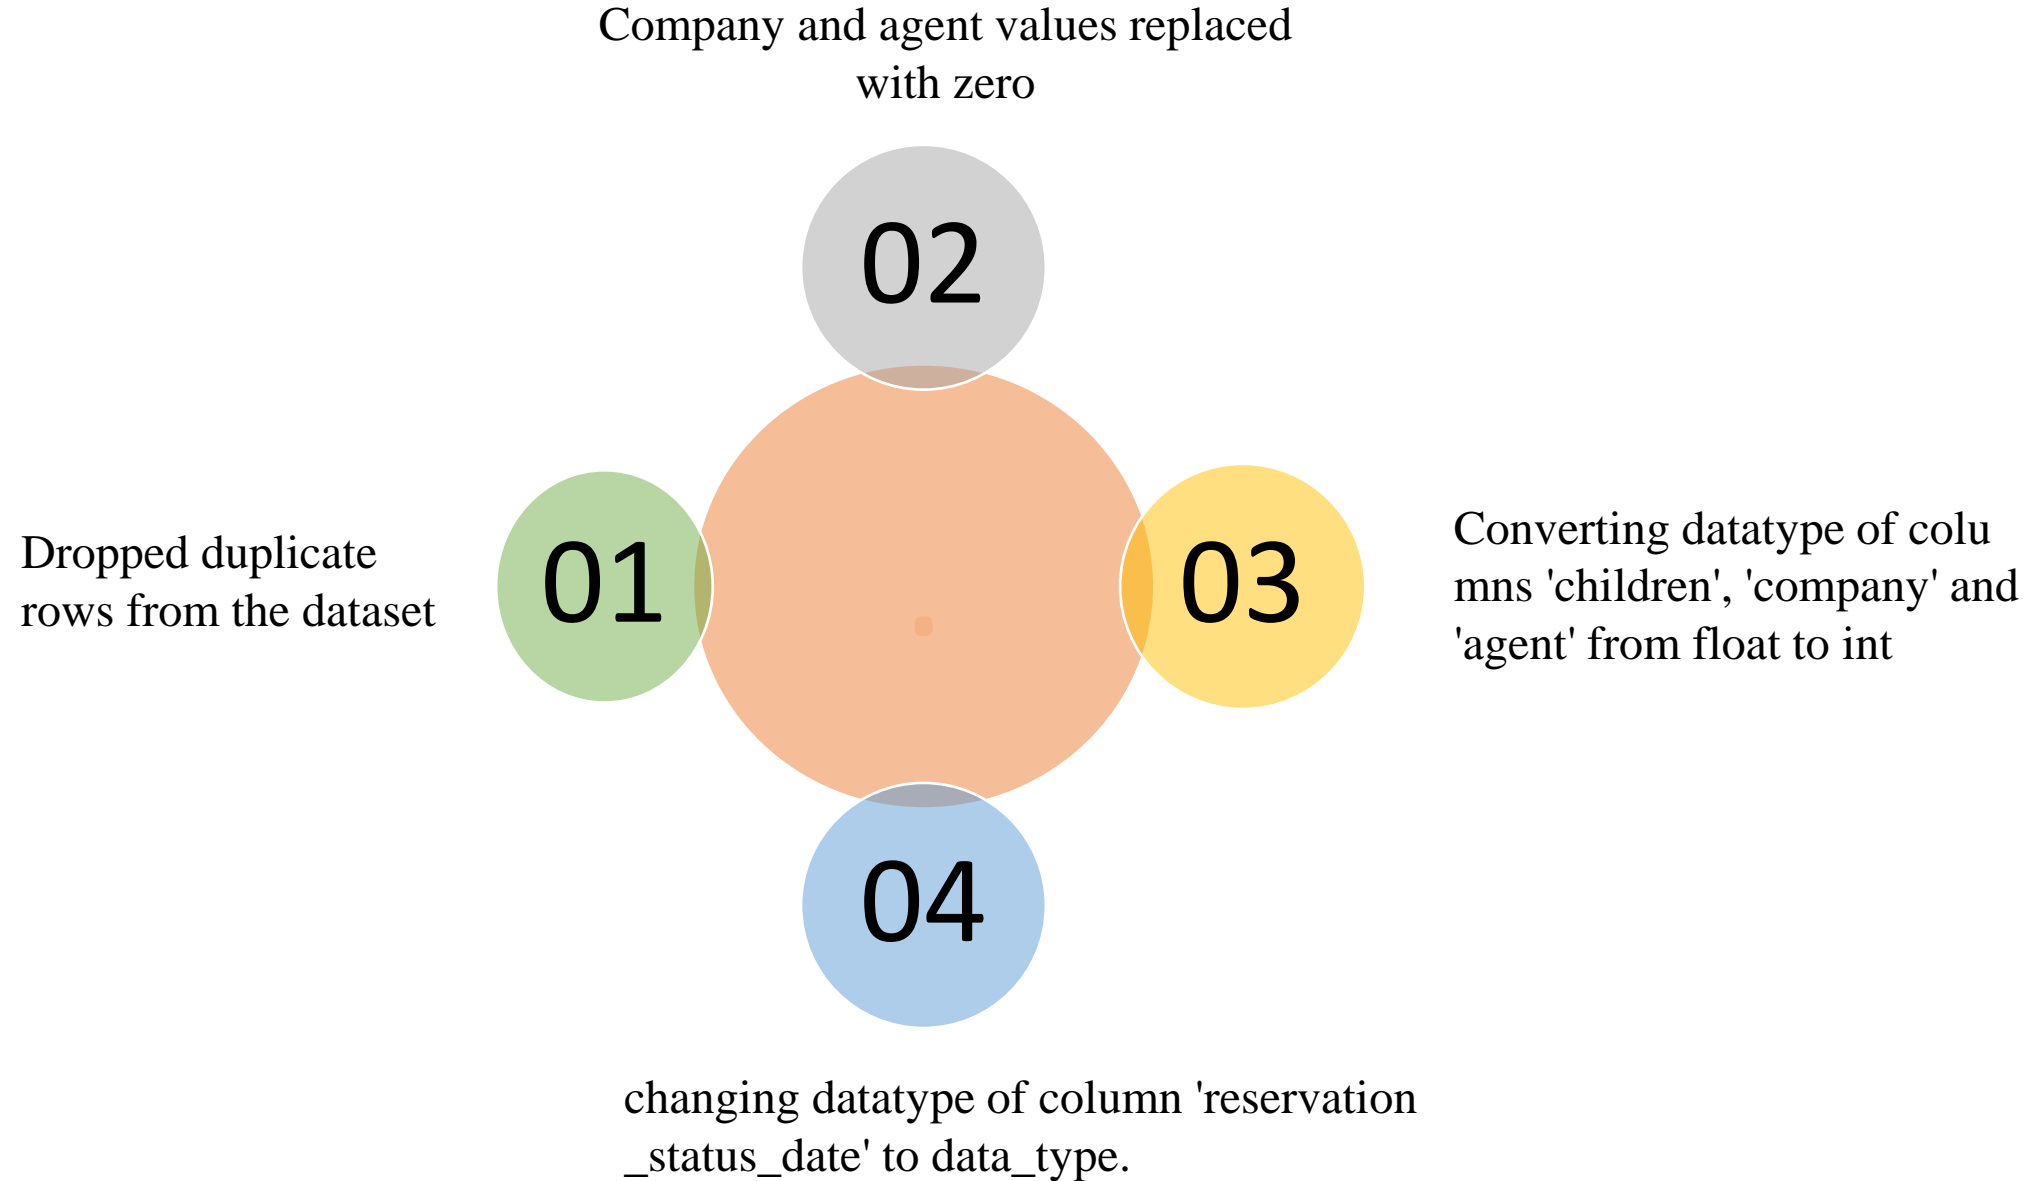 Company and agent values replaced
with zero
02
Dropped duplicate
rows from the dataset
01
03
Converting datatype of colu
mns 'children', 'company' and
'agent' from float to int
04
changing datatype of column 'reservation
_status_date' to data_type.